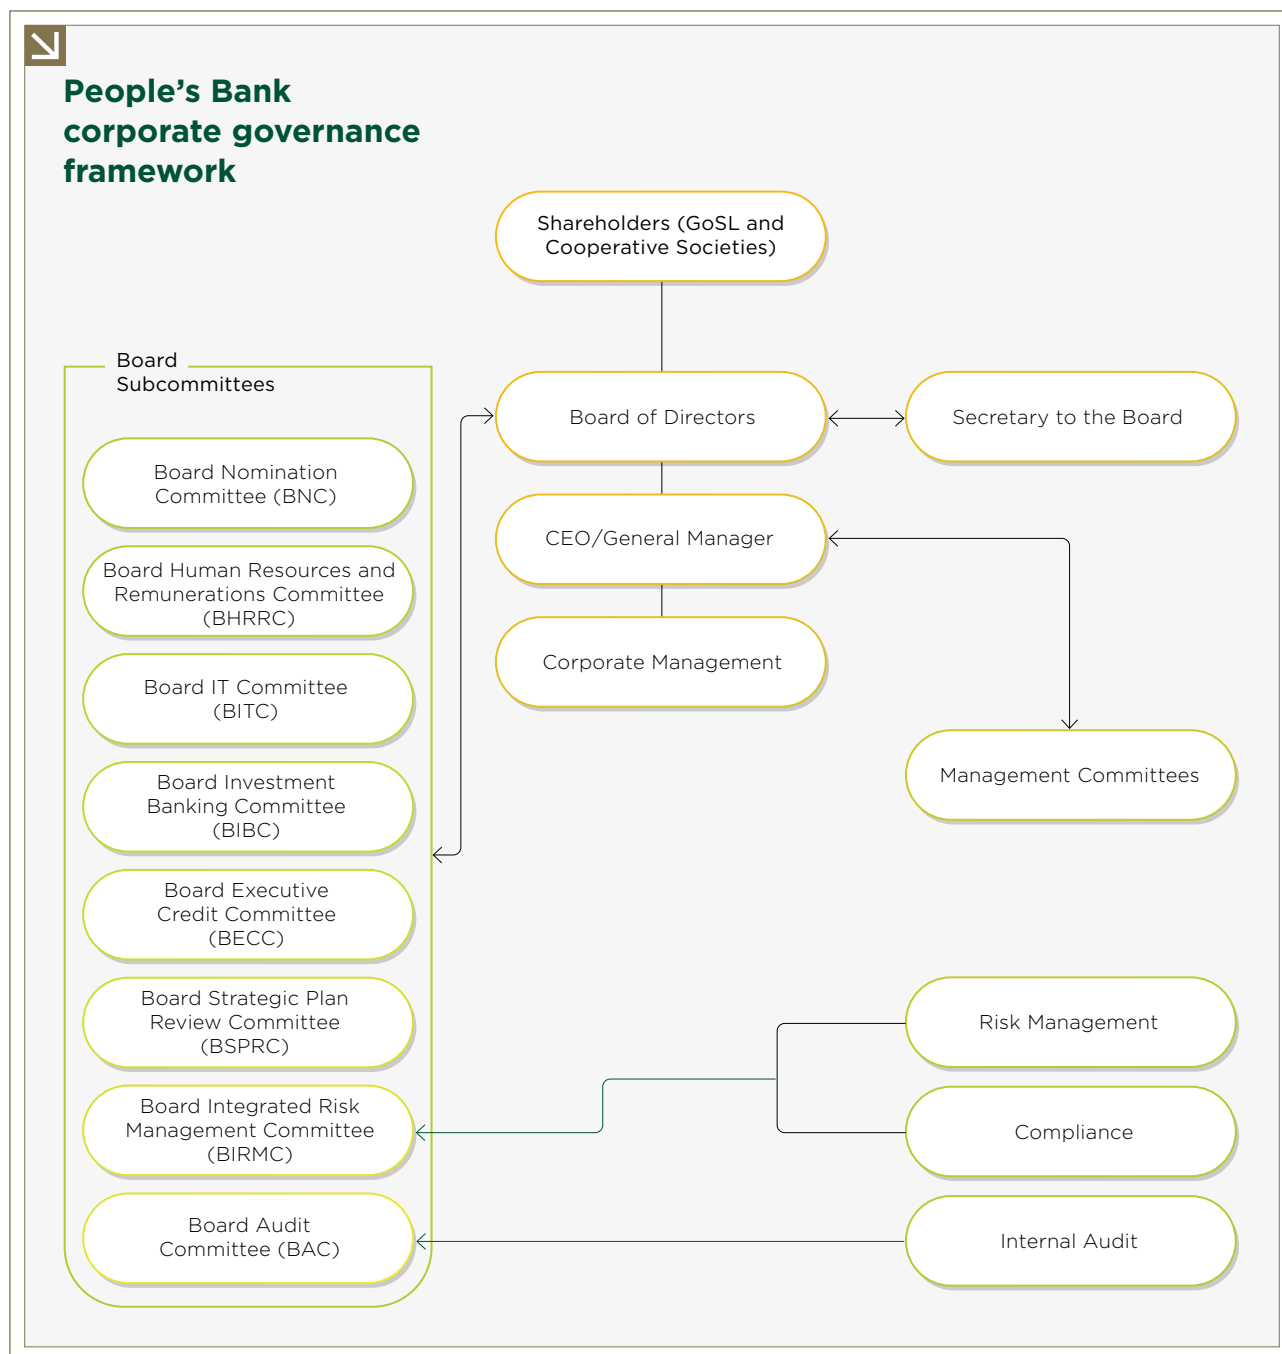 People’s Bank
corporate governance
framework
Shareholders (GoSL and
Cooperative Societies)
Board
Subcommittees
Board of Directors
Secretary to the Board
Board Nomination
Committee (BNC)
CEO/General Manager
Board Human Resources and
Remunerations Committee
(BHRRC)
Corporate Management
Board IT Committee
(BITC)
Management Committees
Board Investment
Banking Committee
(BIBC)
Board Executive
Credit Committee
(BECC)
Board Strategic Plan
Review Committee
(BSPRC)
Risk Management
Board Integrated Risk
Management Committee
(BIRMC)
Compliance
Board Audit
Committee (BAC)
Internal Audit